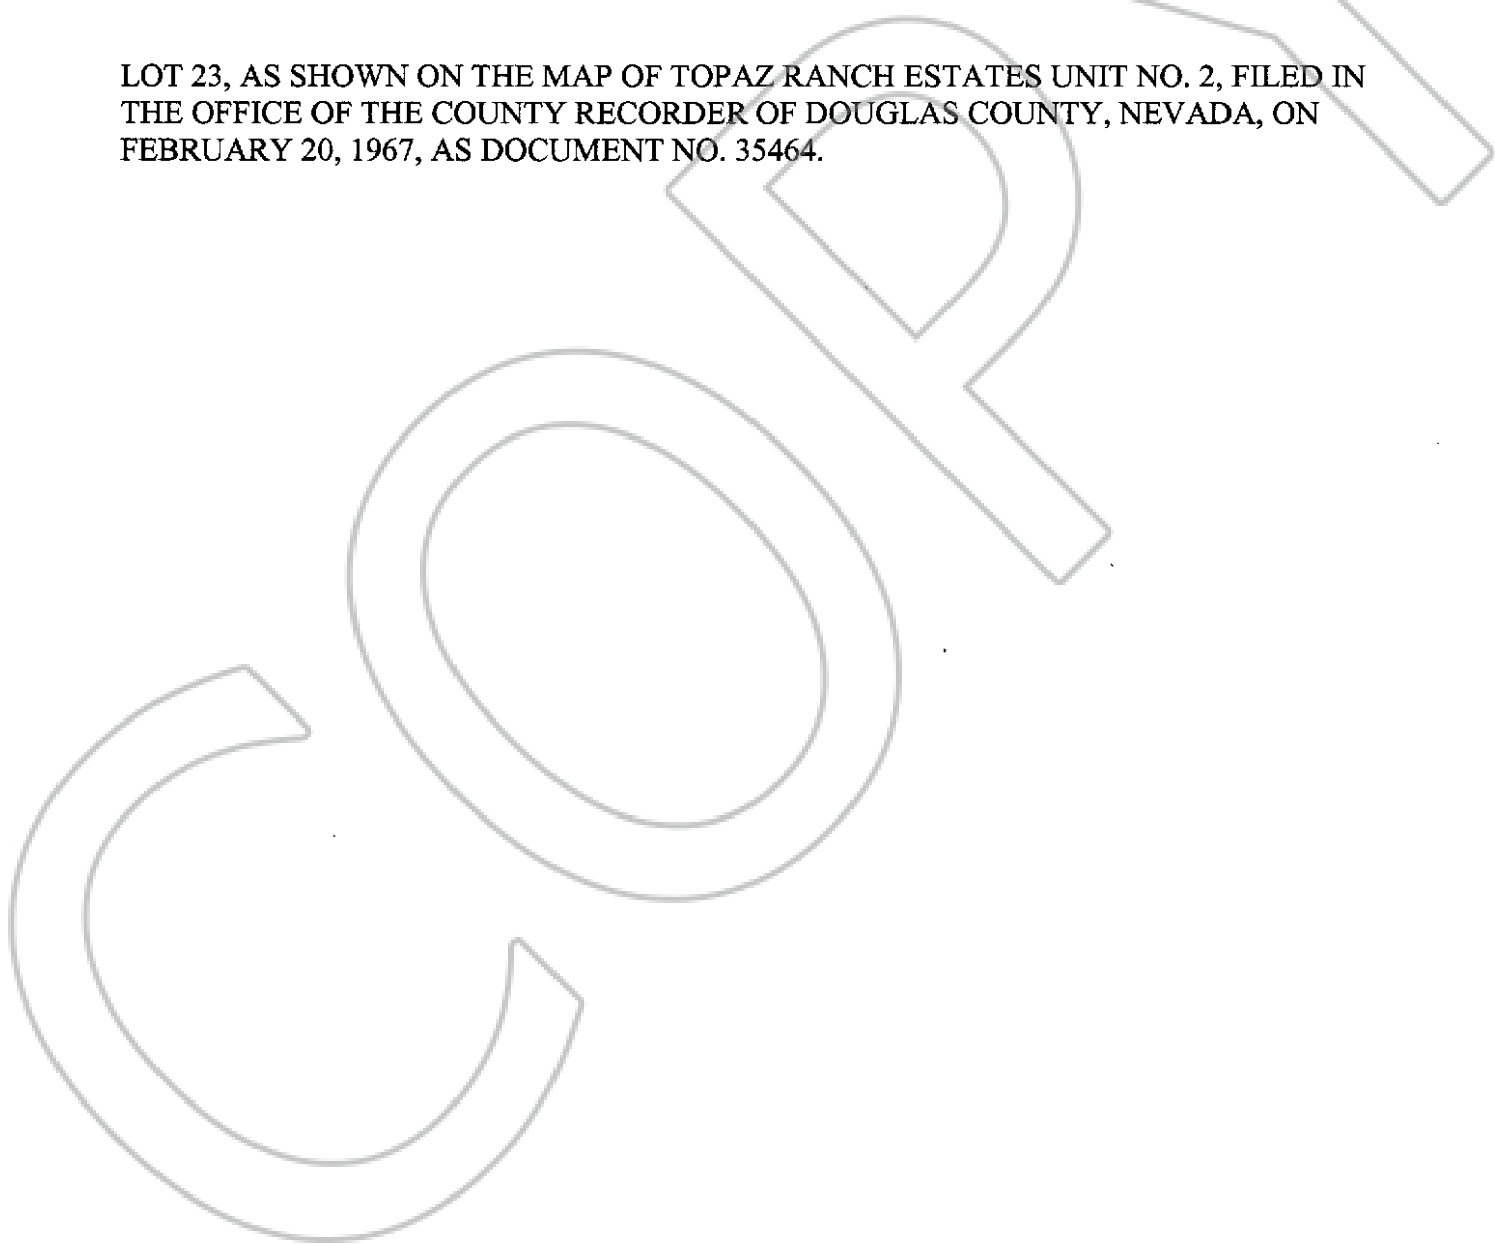 LOT 23, AS SHOWN ON THE MAP OF TOPAZ RANCH ESTATES UNIT NO. 2, FILED IN
THE OFFICE OF THE COUNTY RECORDER OF DOUGLAS COUNTY, NEVADA, ON
FEBRUARY 20, 1967, AS DOCUMENT NO. 35464.
COPY